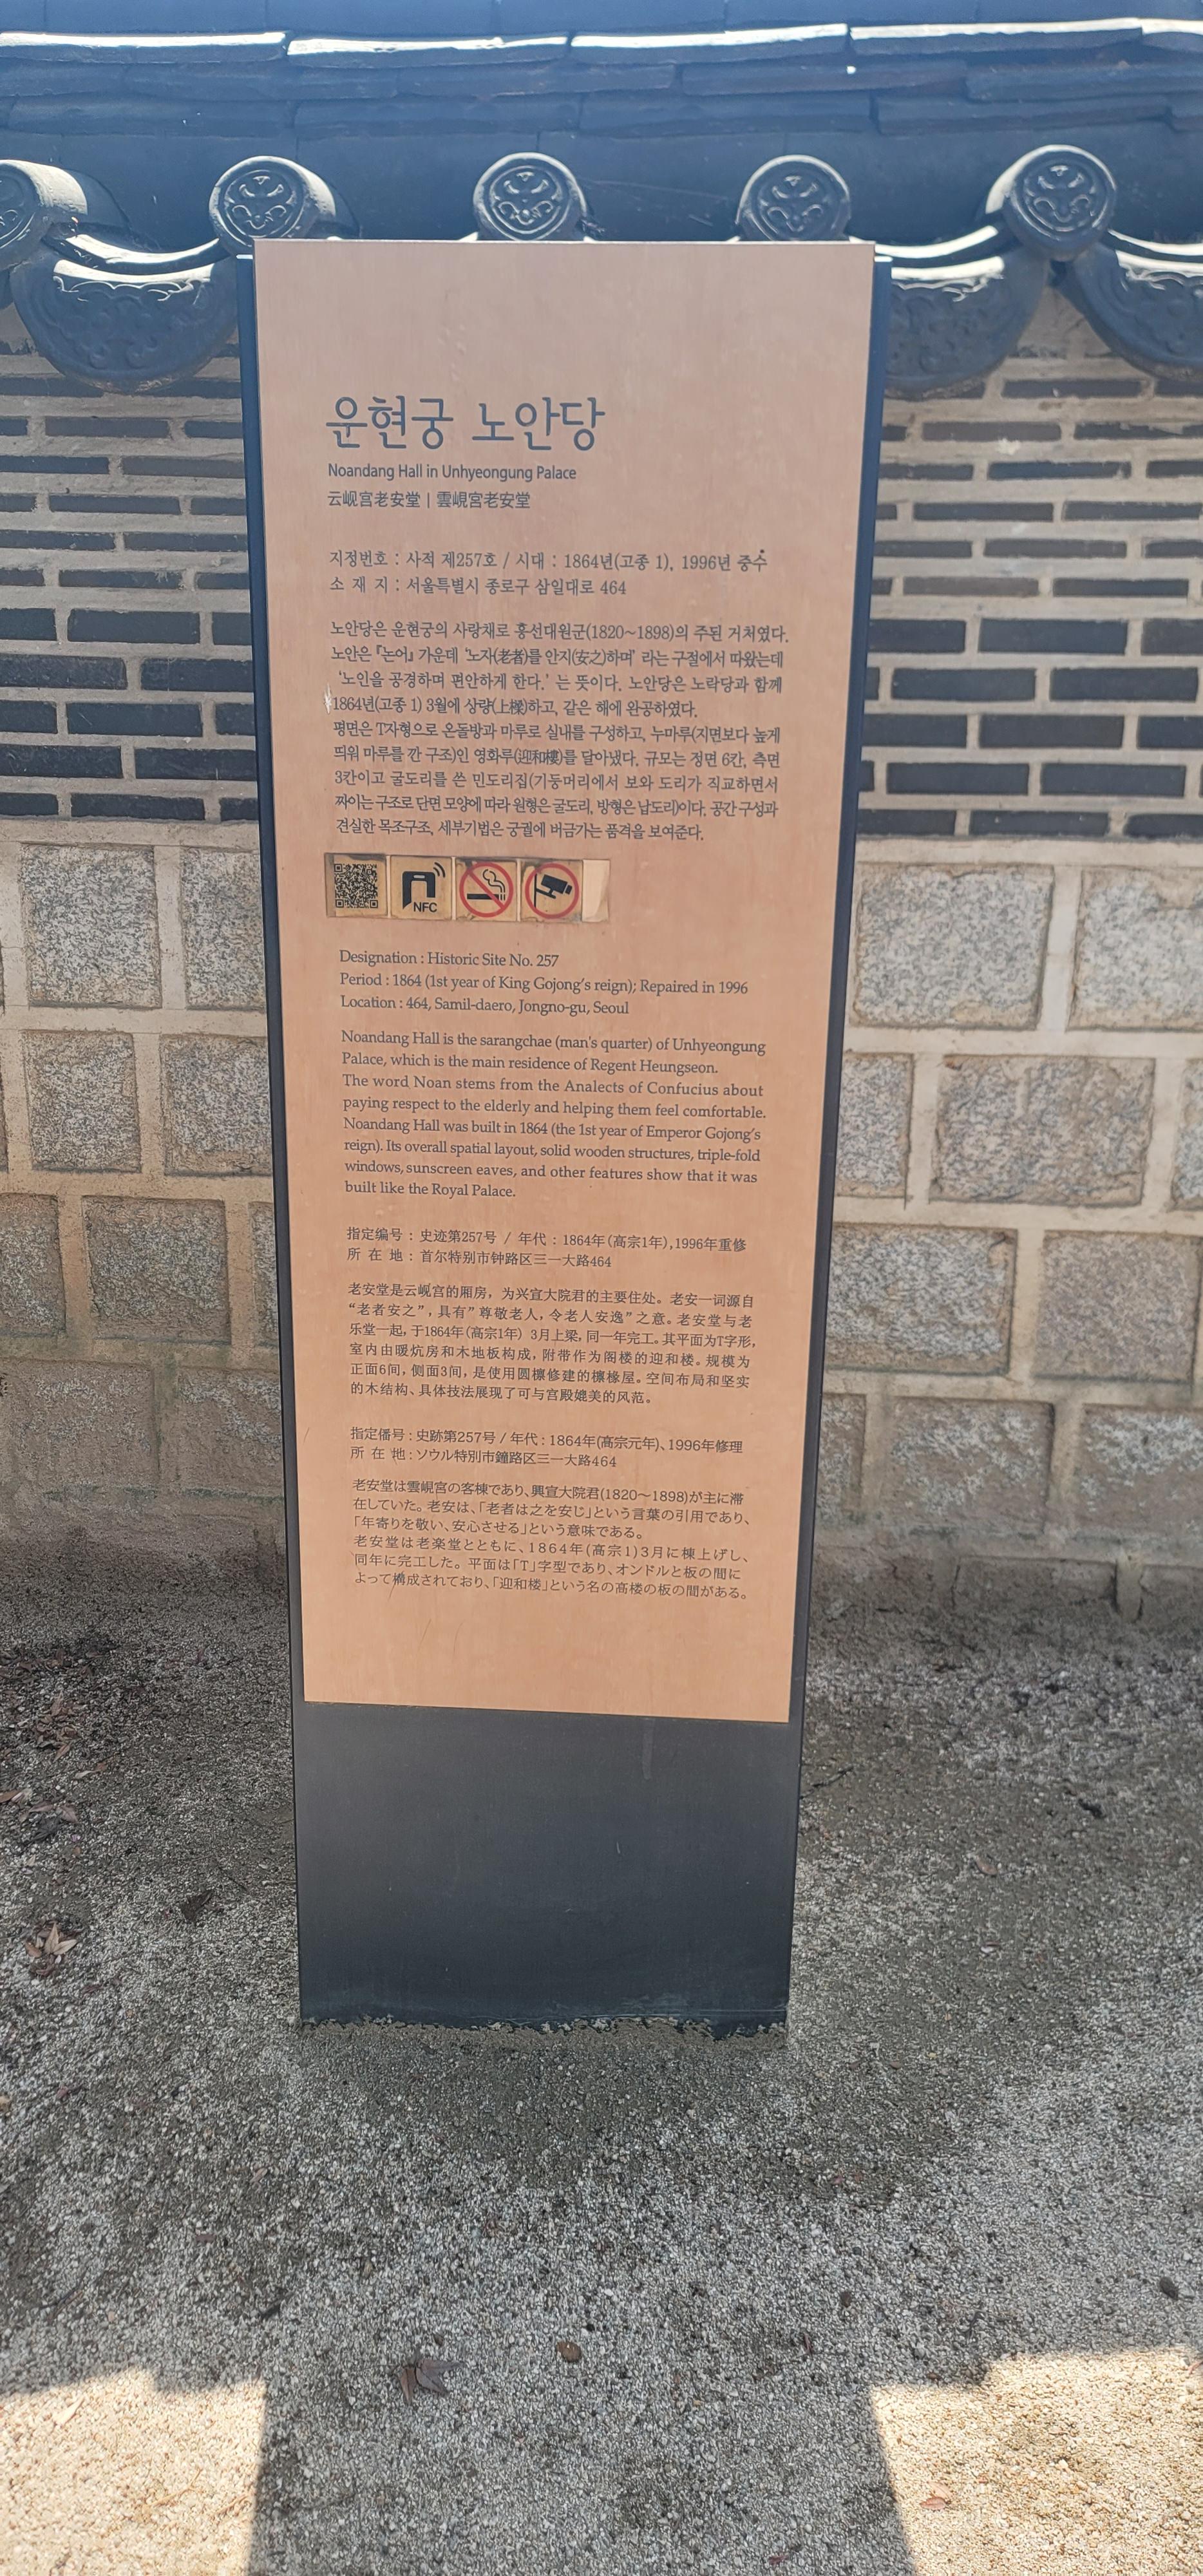 운현궁 노안당
Noandang Hall in Unhyeongung Palace
云岘宫老安堂 | 雲峴宮老安堂
지정번호 : 사적 제257호 / 시대 : 1864년(고종 1), 1996년 중수
소 재 지 : 서울특별시 종로구 삼일대로 464
노안당은 운현궁의 사랑채로 흥선대원군(1820~1898)의 주된 거처였다.
노안은 『논어』 가운데 '노자(老者)를 안지(安之)하며' 라는 구절에서 따왔는데
'노인을 공경하며 편안하게 한다.' 는 뜻이다. 노안당은 노락당과 함께
1864년(고종 1) 3월에 상량(上樑)하고, 같은 해에 완공하였다.
평면은 T자형으로 온돌방과 마루로 실내를 구성하고, 누마루(지면보다 높게
띄워 마루를 깐 구조)인 영화루(迎和樓)를 달아냈다. 규모는 정면 6칸, 측면
3칸이고 굴도리를 쓴 민도리집(기둥머리에서 보와 도리가 직교하면서
짜이는 구조로 단면 모양에 따라 원형은 굴도리, 방형은 납도리)이다. 공간 구성과
견실한 목조구조, 세부기법은 궁궐에 버금가는 품격을 보여준다.
NFC
Designation : Historic Site No. 257
Period : 1864 (1st year of King Gojong's reign); Repaired in 1996
Location : 464, Samil-daero, Jongno-gu, Seoul
Noandang Hall is the sarangchae (man's quarter) of Unhyeongung
Palace, which is the main residence of Regent Heungseon.
The word Noan stems from the Analects of Confucius about
paying respect to the elderly and helping them feel comfortable.
Noandang Hall was built in 1864 (the 1st year of Emperor Gojong's
reign). Its overall spatial layout, solid wooden structures, triple-fold
windows, sunscreen eaves, and other features show that it was
built like the Royal Palace.
指定编号 : 史迹第257号 / 年代 : 1864年(高宗1年),1996年重修
所 在 地 : 首尔特别市钟路区三一大路464
老安堂是云岘宫的厢房，为兴宣大院君的主要住处。老安一词源自
"老者安之"，具有"尊敬老人，令老人安逸"之意。老安堂与老
乐堂一起，于1864年(高宗1年) 3月上梁，同一年完工。其平面为T字形，
室内由暖炕房和木地板构成，附带作为阁楼的迎和楼。规模为
正面6间，侧面3间，是使用圆檩修建的檩椽屋。空间布局和坚实
的木结构、具体技法展现了可与宫殿媲美的风范。
指定番号 : 史跡第257号 / 年代 : 1864年(高宗元年)、1996年修理
所 在 地 : ソウル特別市鐘路区三一大路464
老安堂は雲峴宮の客棟であり、興宣大院君(1820～1898)が主に滞
在していた。老安は、「老者は之を安じ」という言葉の引用であり、
「年寄りを敬い、安心させる」という意味である。
老安堂は老楽堂とともに、1864年(高宗1)3月に棟上げし、
同年に完工した。平面は「T」字型であり、オンドルと板の間に
よって構成されており、「迎和楼」という名の高楼の板の間がある。